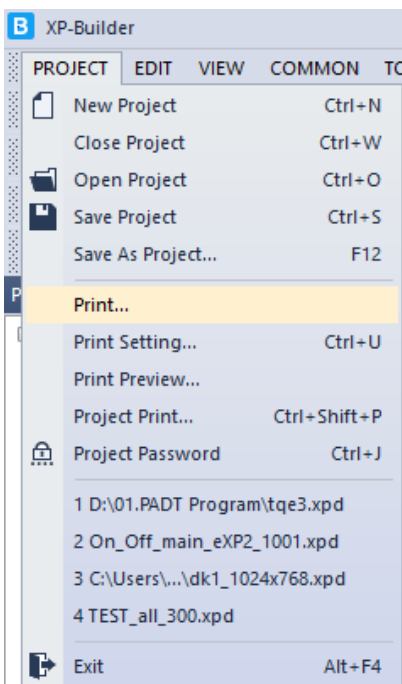 B XP-Builder
PROJECT EDIT VIEW COMMON TO
New Project Ctrl+N
Close Project Ctrl+W
Open Project Ctrl+O
Save Project Ctrl+S
Save As Project... F12
P
Print...
Print Setting... Ctrl+U
Print Preview...
Project Print... Ctrl+Shift+P
Project Password Ctrl+J
1 D:\01.PADT Program\tqe3.xpd
2 On_Off_main_eXP2_1001.xpd
3 C:\Users\...\dk1_1024x768.xpd
4 TEST_all_300.xpd
Exit Alt+F4